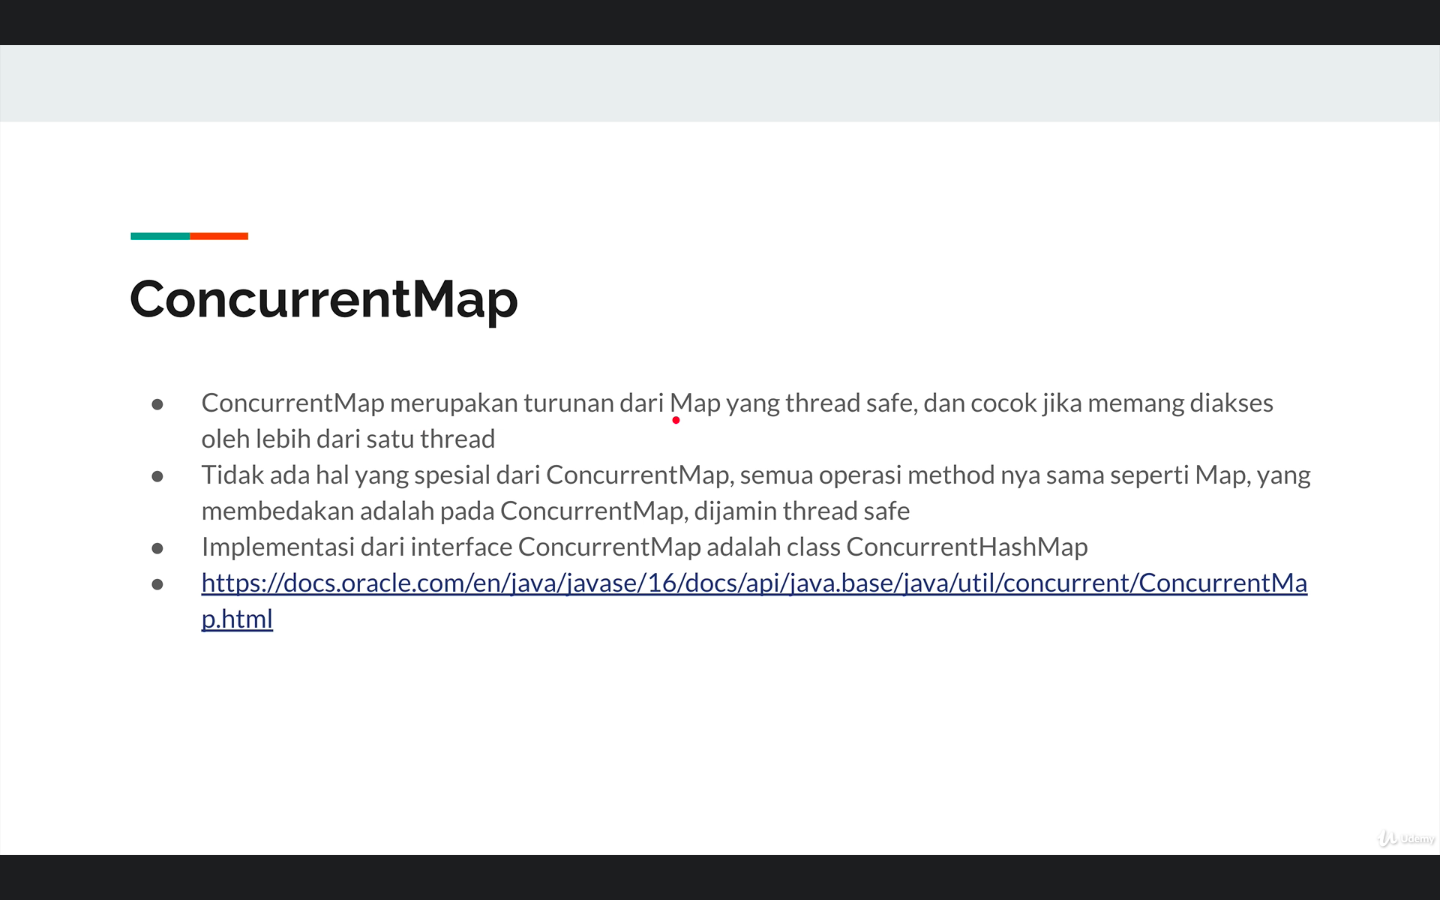 ConcurrentMap
● ConcurrentMap merupakan turunan dari Map yang thread safe, dan cocok jika memang diakses
oleh lebih dari satu thread
● Tidak ada hal yang spesial dari ConcurrentMap, semua operasi method nya sama seperti Map, yang
membedakan adalah pada ConcurrentMap, dijamin thread safe
● Implementasi dari interface ConcurrentMap adalah class ConcurrentHashMap
● https://docs.oracle.com/en/java/javase/16/docs/api/java.base/java/util/concurrent/ConcurrentMa
p.html
Udemy